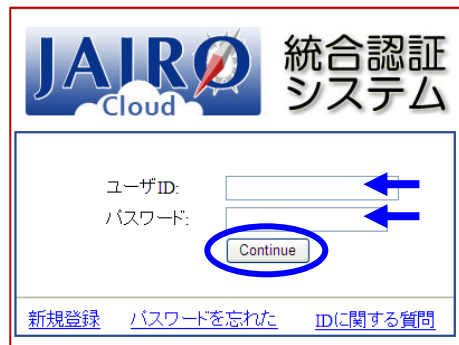 JAIRO
Cloud
統合認証
システム
ユーザID:
パスワード:
Continue
新規登録 パスワードを忘れた IDに関する質問